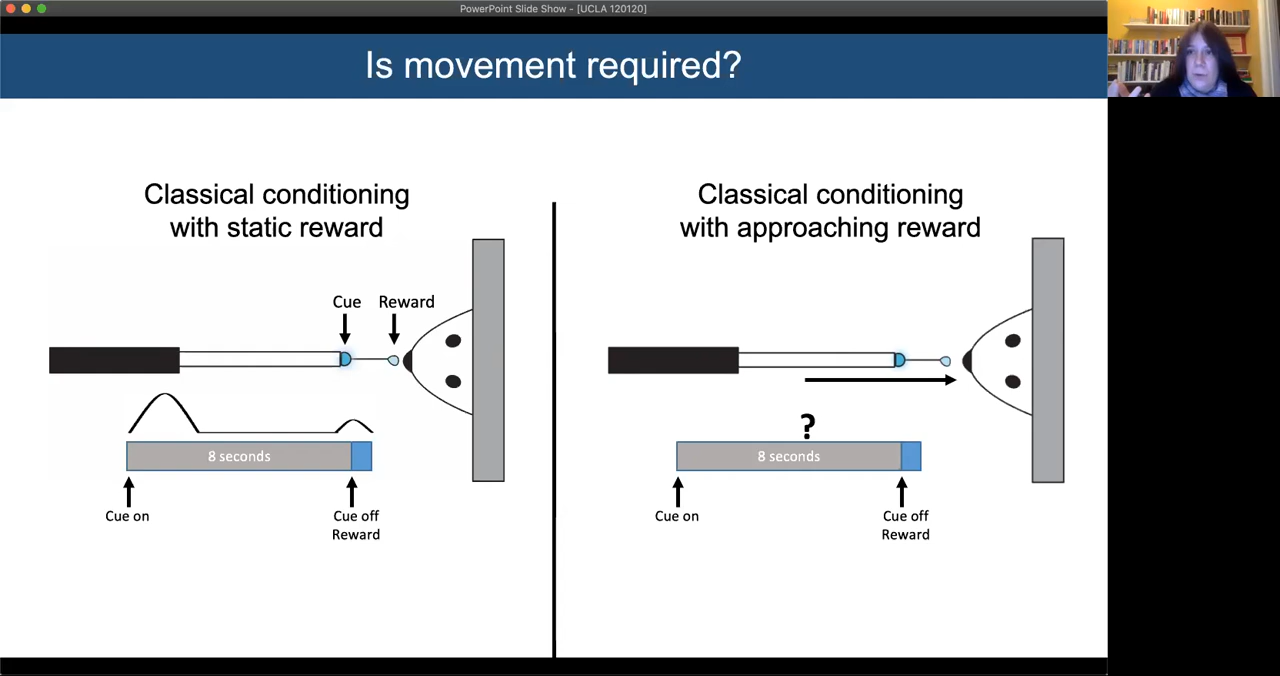 PowerPoint Slide Show - [UCLA 120120]
Is movement required?
Classical conditioning
with static reward
Cue
Reward
8 seconds
Cue on
Cue off
Reward
Classical conditioning
with approaching reward
?
8 seconds
Cue on
Cue off
Reward